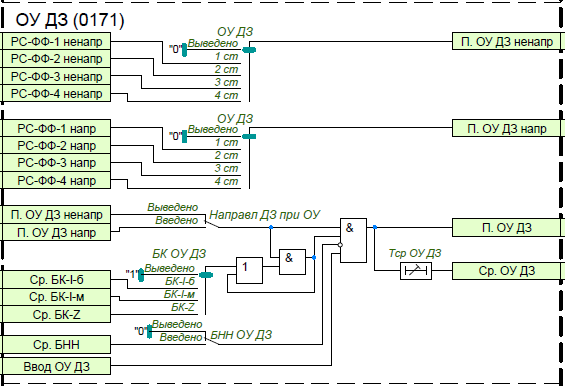 ОУ ДЗ (0171)
РС-ФФ-1 ненапр
РС-ФФ-2 ненапр
РС-ФФ-3 ненапр
РС-ФФ-4 ненапр
"0"
ОУ ДЗ
Выведено
1 ст
2 ст
3 ст
4 ст
П. ОУ ДЗ ненапр
РС-ФФ-1 напр
РС-ФФ-2 напр
РС-ФФ-3 напр
РС-ФФ-4 напр
"0"
ОУ ДЗ
Выведено
1 ст
2 ст
3 ст
4 ст
П. ОУ ДЗ напр
П. ОУ ДЗ ненапр
П. ОУ ДЗ напр
Выведено
Введено
Направл ДЗ при ОУ
&
П. ОУ ДЗ
БК ОУ ДЗ
"1"
Выведено
БК-I-б
БК-I-м
БК-Z
1
&
Тср ОУ ДЗ
Ср. ОУ ДЗ
Ср. БК-I-б
Ср. БК-I-м
Ср. БК-Z
"0"
Выведено
Введено
БНН ОУ ДЗ
Ср. БНН
Ввод ОУ ДЗ